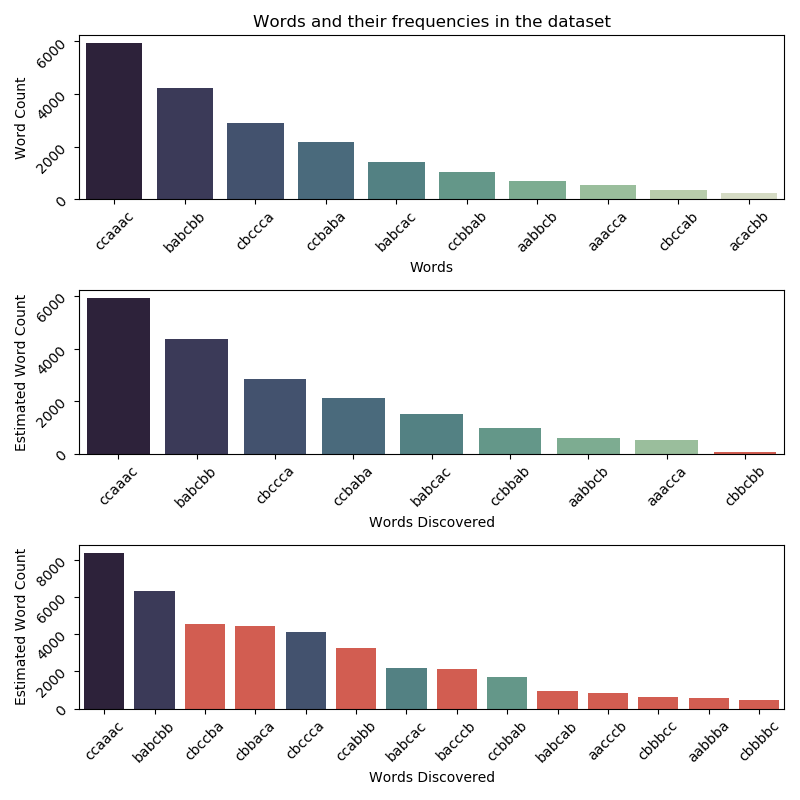 Words and their frequencies in the dataset
Word Count
6000
4000
2000
0
ccaaac babcbb cbccca ccbaba babcac ccbbab aabbcb aaacca cbccab acacbb
Words
Estimated Word Count
6000
4000
2000
0
ccaaac babcbb cbccca ccbaba babcac ccbbab aabbcb aaacca cbbcbb
Words Discovered
Estimated Word Count
8000
6000
4000
2000
0
ccaaac babcbb cbccba cbbaca cbccca ccabbb babcac bacccb ccbbab babcab aacccb cbbbcc aabbba cbbbbc
Words Discovered